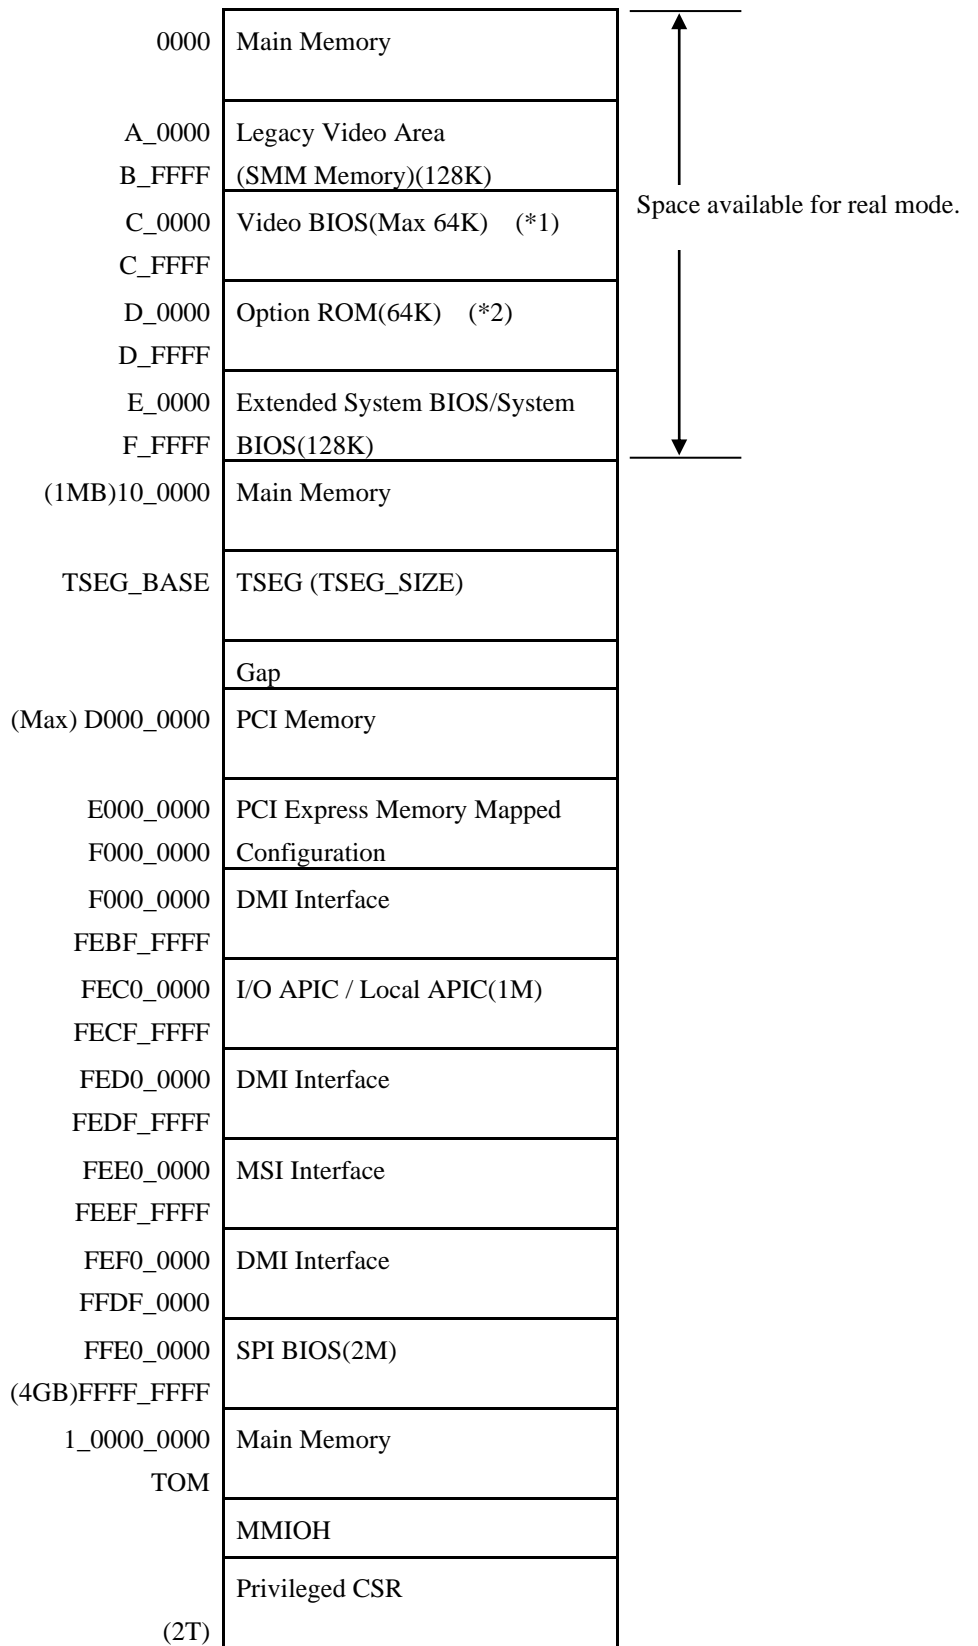 0000 Main Memory
A_0000 Legacy Video Area
B_FFFF (SMM Memory)(128K)
Space available for real mode.
C_0000 Video BIOS(Max 64K) (*1)
C_FFFF
D_0000 Option ROM(64K) (*2)
D_FFFF
E_0000 Extended System BIOS/System
F_FFFF BIOS(128K)
(1MB)10_0000 Main Memory
TSEG_BASE TSEG (TSEG_SIZE)
Gap
(Max) D000_0000 PCI Memory
E000_0000 PCI Express Memory Mapped
F000_0000 Configuration
F000_0000 DMI Interface
FEBF_FFFF
FEC0_0000 I/O APIC / Local APIC(1M)
FECF_FFFF
FED0_0000 DMI Interface
FEDF_FFFF
FEE0_0000 MSI Interface
FEEF_FFFF
FEF0_0000 DMI Interface
FFDF_0000
FFE0_0000 SPI BIOS(2M)
(4GB)FFFF_FFFF
1_0000_0000 Main Memory
TOM
MMIOH
Privileged CSR
(2T)